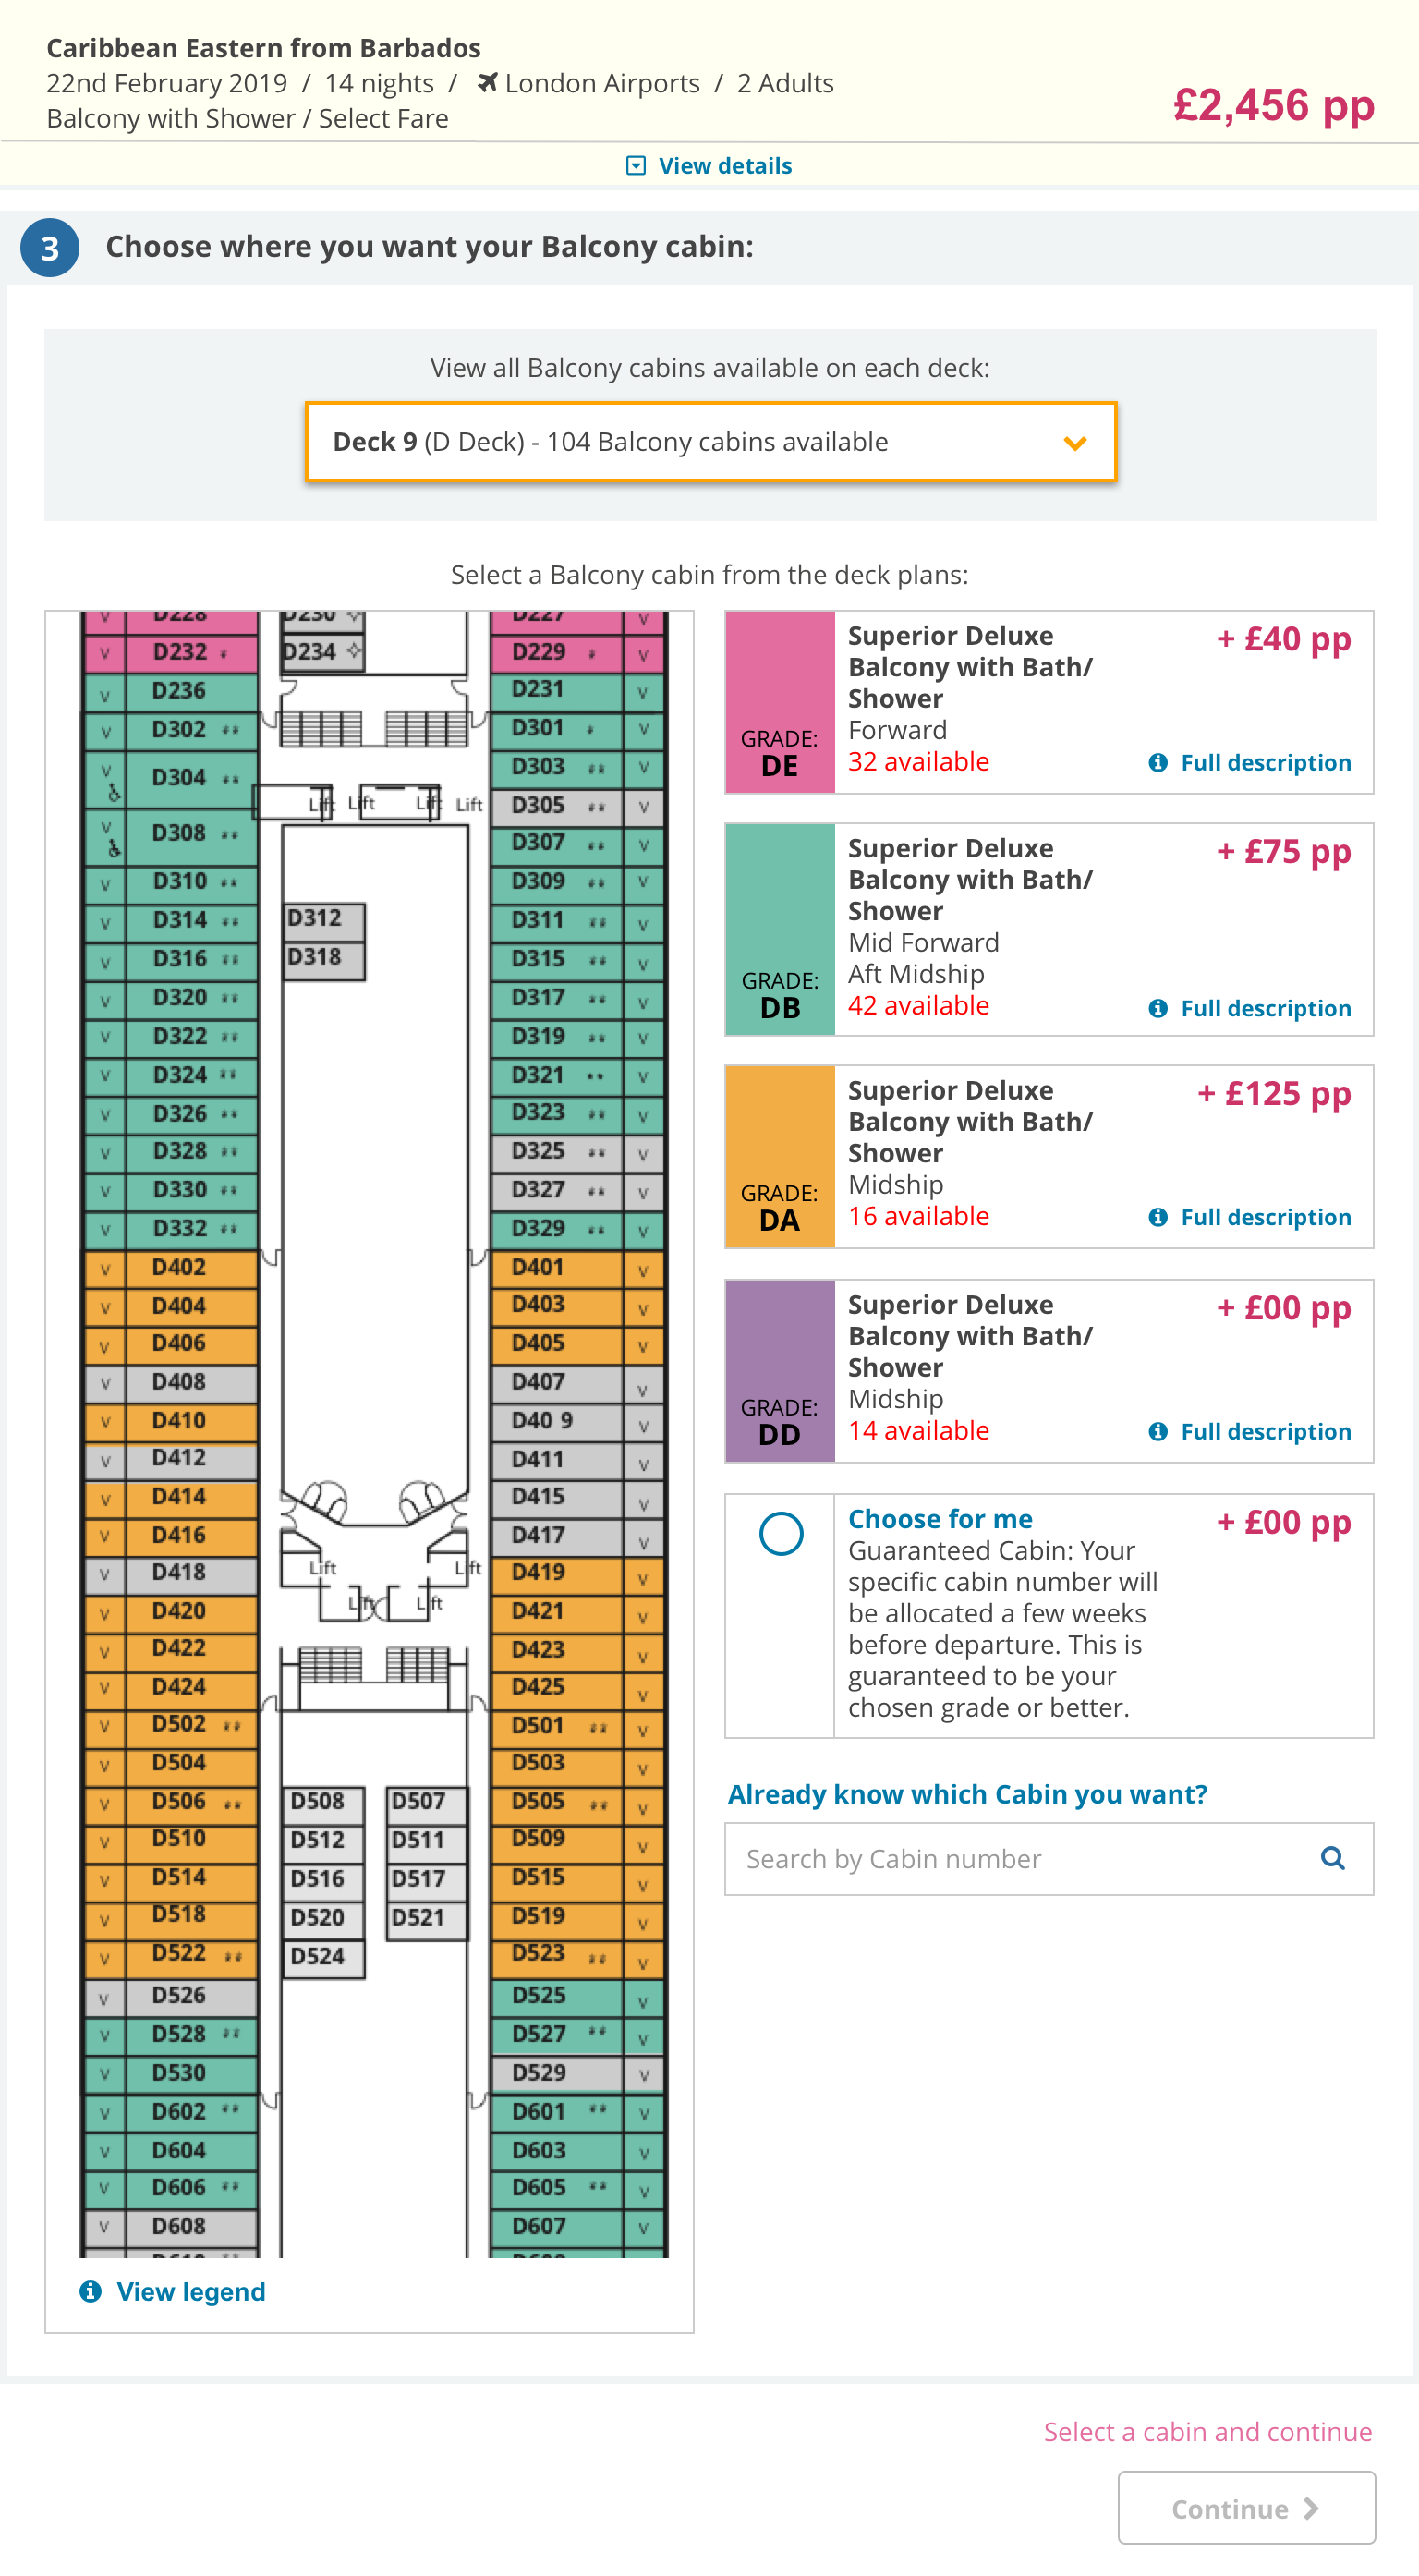 Caribbean Eastern from Barbados
22nd February 2019 / 14 nights / London Airports / 2 Adults
Balcony with Shower / Select Fare
£2,456 pp
View details
3 Choose where you want your Balcony cabin:
View all Balcony cabins available on each deck:
Deck 9 (D Deck) - 104 Balcony cabins available
Select a Balcony cabin from the deck plans:
V D228 D230 D227 V
V D232 * D234 D229 * V
V D236 D231 V
V D302 ** D301 * V
V D304 ** D303 ** V
Lift Lift Lift Lift D305 ** V
V D308 ** D307 ** V
V D310 ** D309 ** V
V D314 ** D312 D311 ** V
V D316 ** D318 D315 ** V
V D320 ** D317 ** V
V D322 ** D319 ** V
V D324 ** D321 ** V
V D326 ** D323 ** V
V D328 ** D325 ** V
V D330 ** D327 ** V
V D332 ** D329 ** V
V D402 D401 V
V D404 D403 V
V D406 D405 V
V D408 D407 V
V D410 D40 9 V
V D412 D411 V
V D414 D415 V
V D416 D417 V
V D418 Lift Lift D419 V
V D420 Lift Lift D421 V
V D422 D423 V
V D424 D425 V
V D502 ** D501 ** V
V D504 D503 V
V D506 ** D508 D507 D505 ** V
V D510 D512 D511 D509 V
V D514 D516 D517 D515 V
V D518 D520 D521 D519 V
V D522 ** D524 D523 ** V
V D526 D525 V
V D528 ** D527 ** V
V D530 D529 V
V D602 ** D601 ** V
V D604 D603 V
V D606 ** D605 ** V
V D608 D607 V
View legend
Superior Deluxe
Balcony with Bath/
Shower
Forward
32 available
+ £40 pp
GRADE:
DE
Full description
Superior Deluxe
Balcony with Bath/
Shower
Mid Forward
Aft Midship
42 available
+ £75 pp
GRADE:
DB
Full description
Superior Deluxe
Balcony with Bath/
Shower
Midship
16 available
+ £125 pp
GRADE:
DA
Full description
Superior Deluxe
Balcony with Bath/
Shower
Midship
14 available
+ £00 pp
GRADE:
DD
Full description
Choose for me
+ £00 pp
Guaranteed Cabin: Your
specific cabin number will
be allocated a few weeks
before departure. This is
guaranteed to be your
chosen grade or better.
Already know which Cabin you want?
Search by Cabin number
Select a cabin and continue
Continue